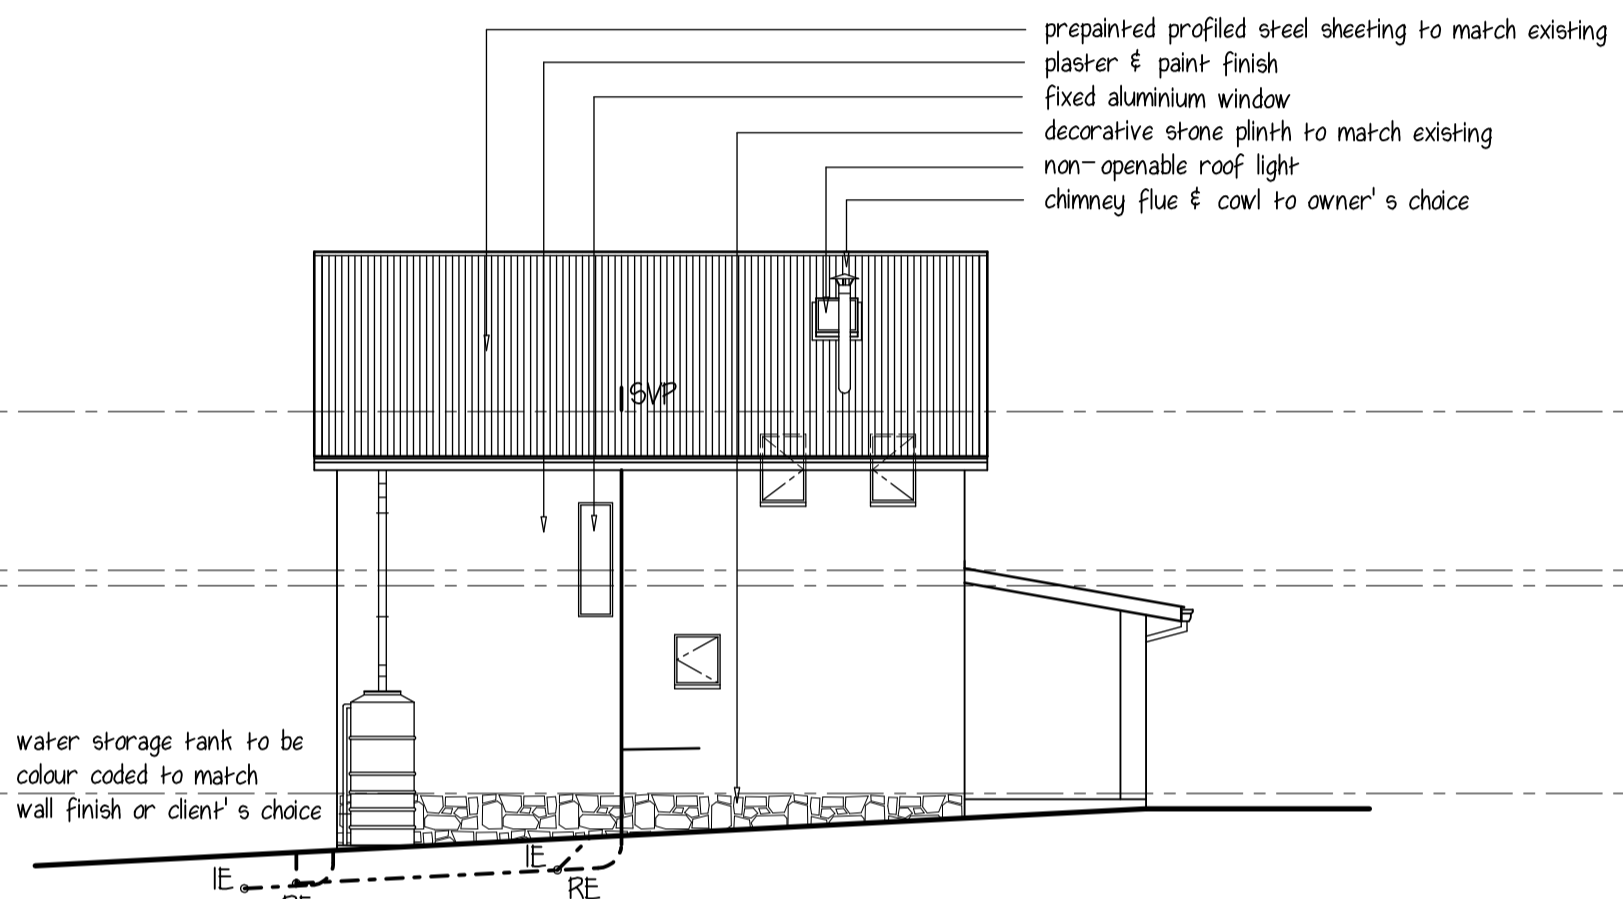 prepainted profiled steel sheeting to match existing
plaster & paint finish
fixed aluminium window
decorative stone plinth to match existing
non-openable roof light
chimney flue & cowl to owner's choice
SVP
water storage tank to be
colour coded to match
wall finish or client's choice
IE
IE
RE